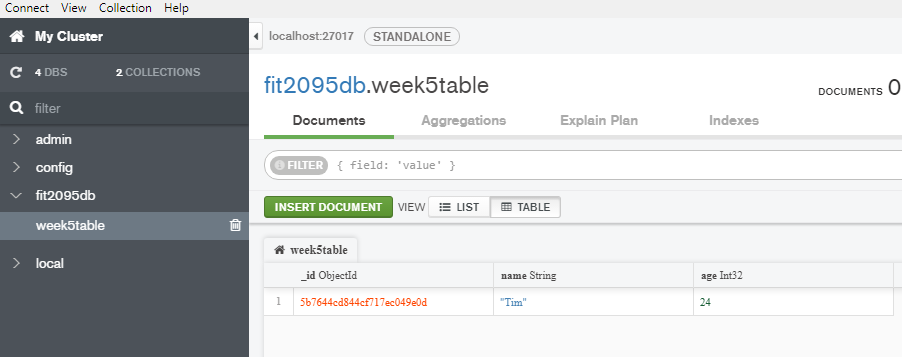 Connect View Collection Help
My Cluster
localhost:27017 STANDALONE
4 DBS 2 COLLECTIONS
fit2095db.week5table
DOCUMENTS 0
filter
Documents Aggregations Explain Plan Indexes
admin
config
FILTER { field: 'value' }
fit2095db
INSERT DOCUMENT VIEW LIST TABLE
week5table
week5table
local
_id ObjectId name String age Int32
1 5b7644cd844cf717ec049e0d "Tim" 24